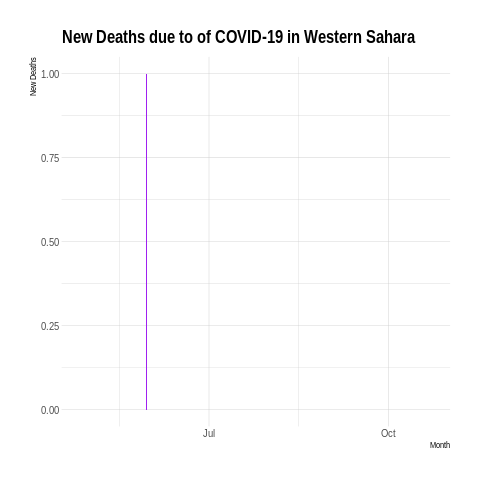 New Deaths due to of COVID-19 in Western Sahara
New Deaths
1.00
0.75
0.50
0.25
0.00
Jul
Oct
Month